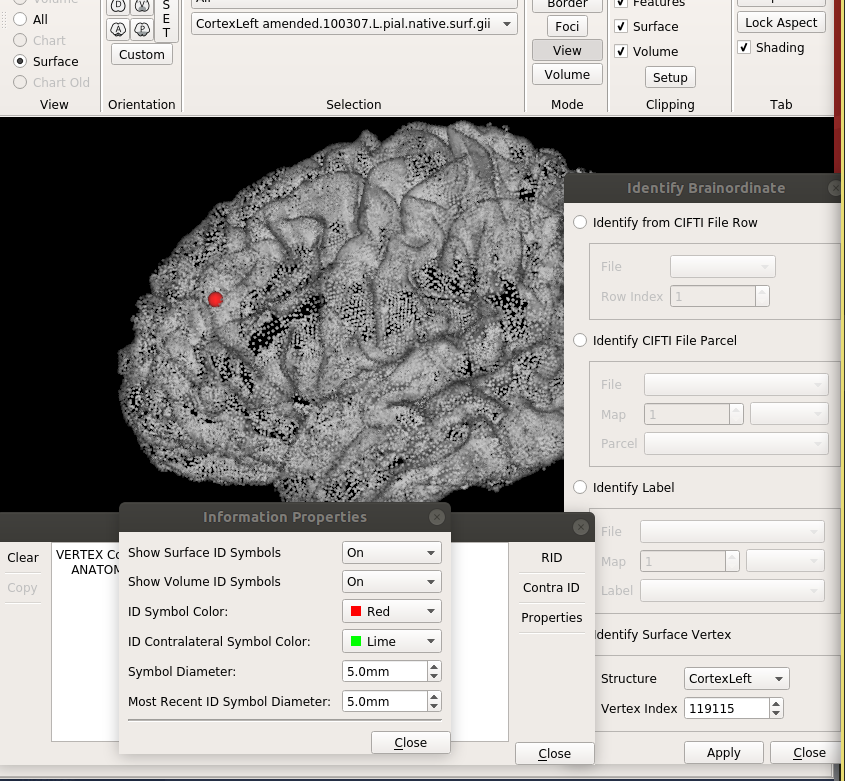 Volume
All
Chart
Surface
Chart Old
View
D
V
A
P
S
E
T
Custom
Orientation
All
CortexLeft amended.100307.L.pial.native.surf.gii
Selection
Border
Foci
View
Volume
Mode
Features
Surface
Volume
Setup
Clipping
Lock Aspect
Shading
Tab
Identify Brainordinate
Identify from CIFTI File Row
File
Row Index 1
Identify CIFTI File Parcel
File
Map 1
Parcel
Identify Label
File
Map 1
Label
Identify Surface Vertex
Structure CortexLeft
Vertex Index 119115
Apply Close
Clear
Copy
VERTEX
ANATOM
RID
Contra ID
Properties
Close
Information Properties
Show Surface ID Symbols On
Show Volume ID Symbols On
ID Symbol Color: Red
ID Contralateral Symbol Color: Lime
Symbol Diameter: 5.0mm
Most Recent ID Symbol Diameter: 5.0mm
Close